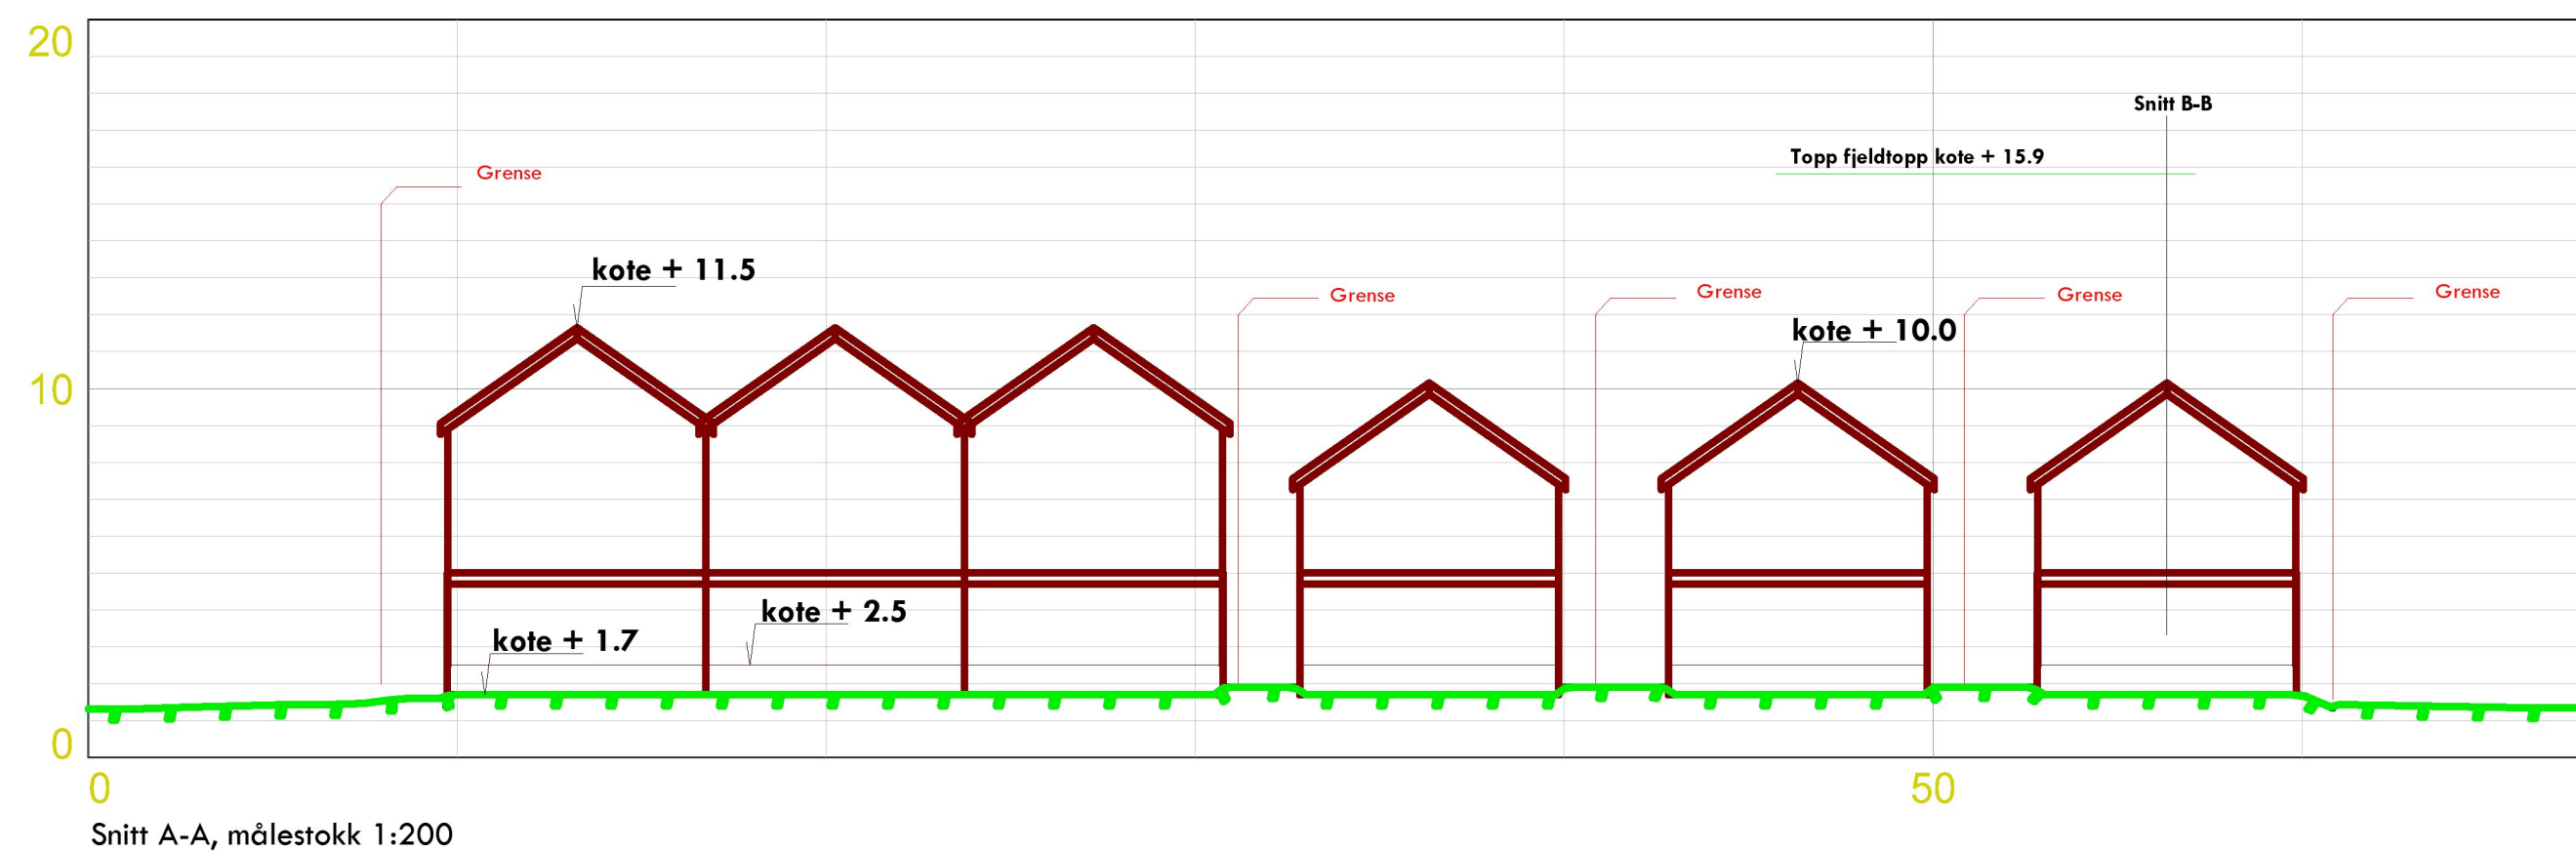 20
Snitt B-B
Topp fjeldtopp kote + 15.9
Grense
kote + 11.5
Grense
Grense
Grense
Grense
kote + 10.0
10
kote + 2.5
kote + 1.7
0
0
50
Snitt A-A, målestokk 1:200